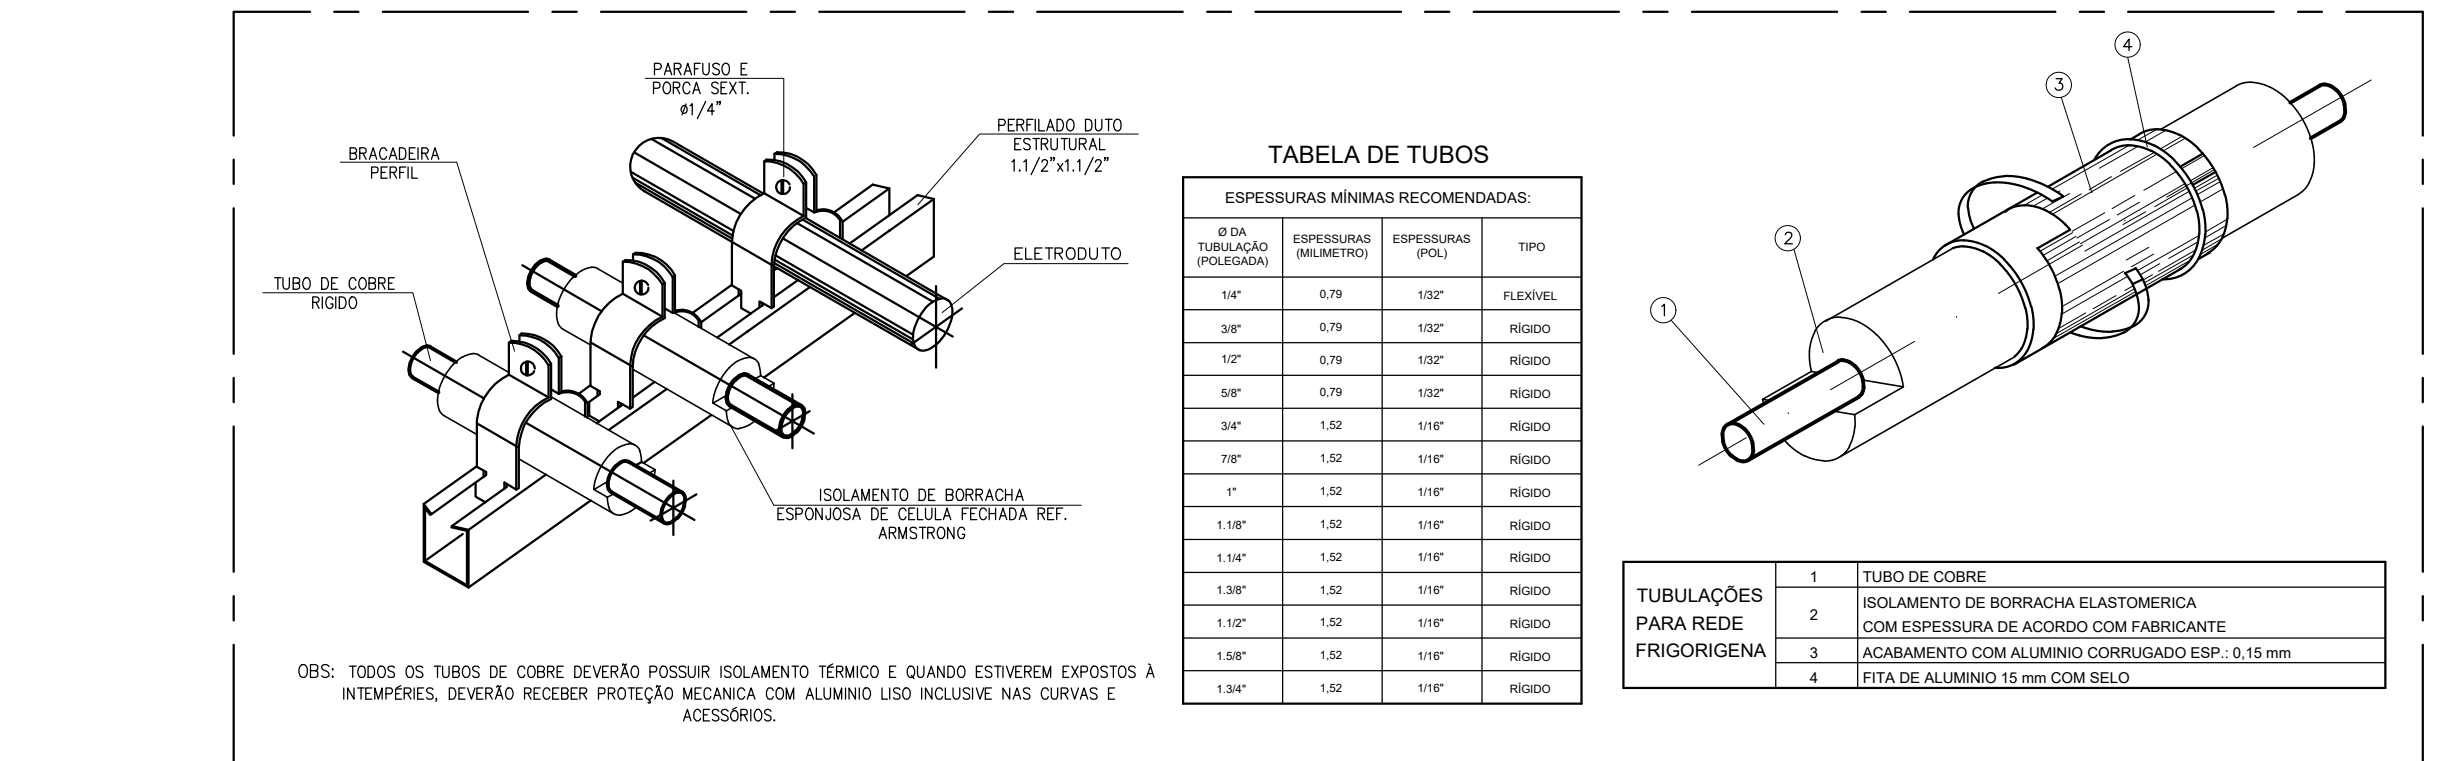 PARAFUSO E
PORCA SEXT.
ø1/4"
BRACADEIRA
PERFIL
PERFILADO DUTO
ESTRUTURAL
1.1/2"x1.1/2"
ELETRODUTO
TUBO DE COBRE
RIGIDO
ISOLAMENTO DE BORRACHA
ESPONJOSA DE CELULA FECHADA REF.
ARMSTRONG
OBS: TODOS OS TUBOS DE COBRE DEVERÃO POSSUIR ISOLAMENTO TÉRMICO E QUANDO ESTIVEREM EXPOSTOS À
INTEMPÉRIES, DEVERÃO RECEBER PROTEÇÃO MECANICA COM ALUMINIO LISO INCLUSIVE NAS CURVAS E
ACESSÓRIOS.
TABELA DE TUBOS
ESPESSURAS MÍNIMAS RECOMENDADAS:
Ø DA
TUBULAÇÃO
(POLEGADA)
ESPESSURAS
(MILIMETRO)
ESPESSURAS
(POL)
TIPO
1/4" 0,79 1/32" FLEXÍVEL
3/8" 0,79 1/32" RÍGIDO
1/2" 0,79 1/32" RÍGIDO
5/8" 0,79 1/32" RÍGIDO
3/4" 1,52 1/16" RÍGIDO
7/8" 1,52 1/16" RÍGIDO
1" 1,52 1/16" RÍGIDO
1.1/8" 1,52 1/16" RÍGIDO
1.1/4" 1,52 1/16" RÍGIDO
1.3/8" 1,52 1/16" RÍGIDO
1.1/2" 1,52 1/16" RÍGIDO
1.5/8" 1,52 1/16" RÍGIDO
1.3/4" 1,52 1/16" RÍGIDO
4
3
2
1
TUBULAÇÕES
PARA REDE
FRIGORIGENA
1 TUBO DE COBRE
2 ISOLAMENTO DE BORRACHA ELASTOMERICA
COM ESPESSURA DE ACORDO COM FABRICANTE
3 ACABAMENTO COM ALUMINIO CORRUGADO ESP.: 0,15 mm
4 FITA DE ALUMINIO 15 mm COM SELO